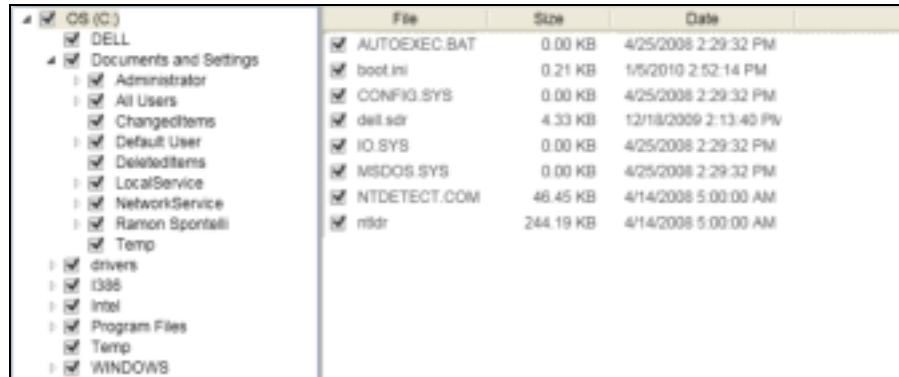 OS (C:)
DELL
Documents and Settings
Administrator
All Users
ChangedItems
Default User
DeletedItems
LocalService
NetworkService
Ramon Spontelli
Temp
drivers
I386
Intel
Program Files
Temp
WINDOWS
File Size Date
AUTOEXEC.BAT 0.00 KB 4/25/2008 2:29:32 PM
boot.ini 0.21 KB 1/5/2010 2:52:14 PM
CONFIG.SYS 0.00 KB 4/25/2008 2:29:32 PM
dell.sdr 4.33 KB 12/18/2009 2:13:40 PM
IO.SYS 0.00 KB 4/25/2008 2:29:32 PM
MSDOS.SYS 0.00 KB 4/25/2008 2:29:32 PM
NTDETECT.COM 46.45 KB 4/14/2008 5:00:00 AM
ntldr 244.19 KB 4/14/2008 5:00:00 AM